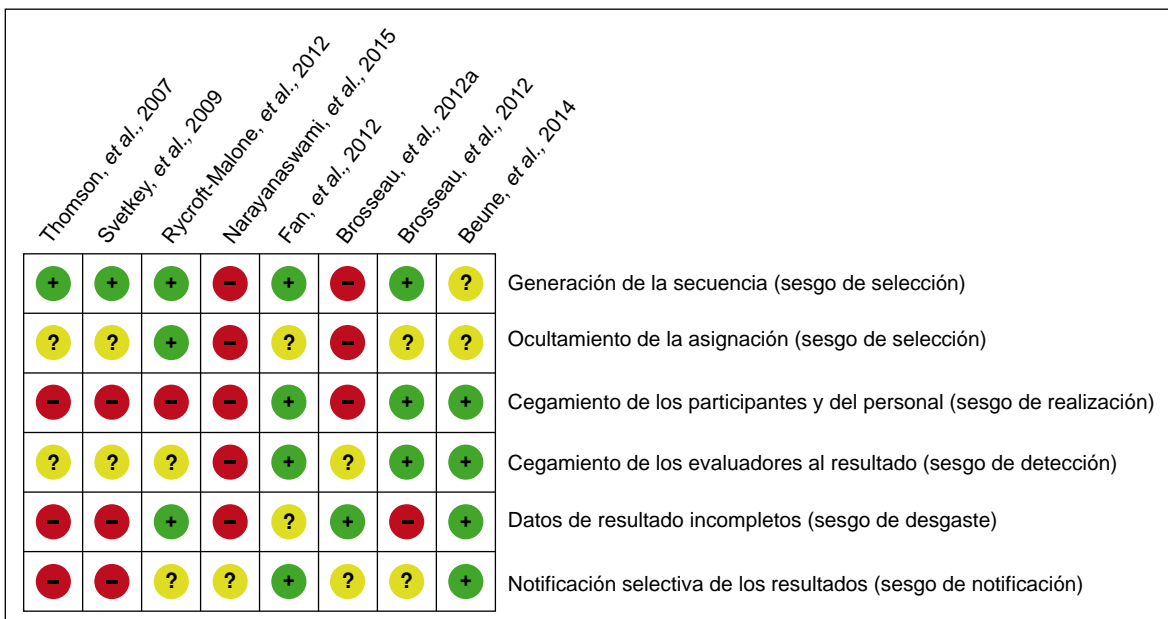 Thomson, et al., 2007
Svetkey, et al., 2009
Rycroft-Malone, et al., 2012
Narayanaswami, et al., 2015
Fan, et al., 2012
Brosseau, et al., 2012a
Brosseau, et al., 2012
Beune, et al., 2014
+ + + – + – + ? Generación de la secuencia (sesgo de selección)
? ? + – ? – ? ? Ocultamiento de la asignación (sesgo de selección)
– – – – + – + + Cegamiento de los participantes y del personal (sesgo de realización)
? ? ? – + ? + + Cegamiento de los evaluadores al resultado (sesgo de detección)
– – + – ? + – + Datos de resultado incompletos (sesgo de desgaste)
– – ? ? + ? ? + Notificación selectiva de los resultados (sesgo de notificación)